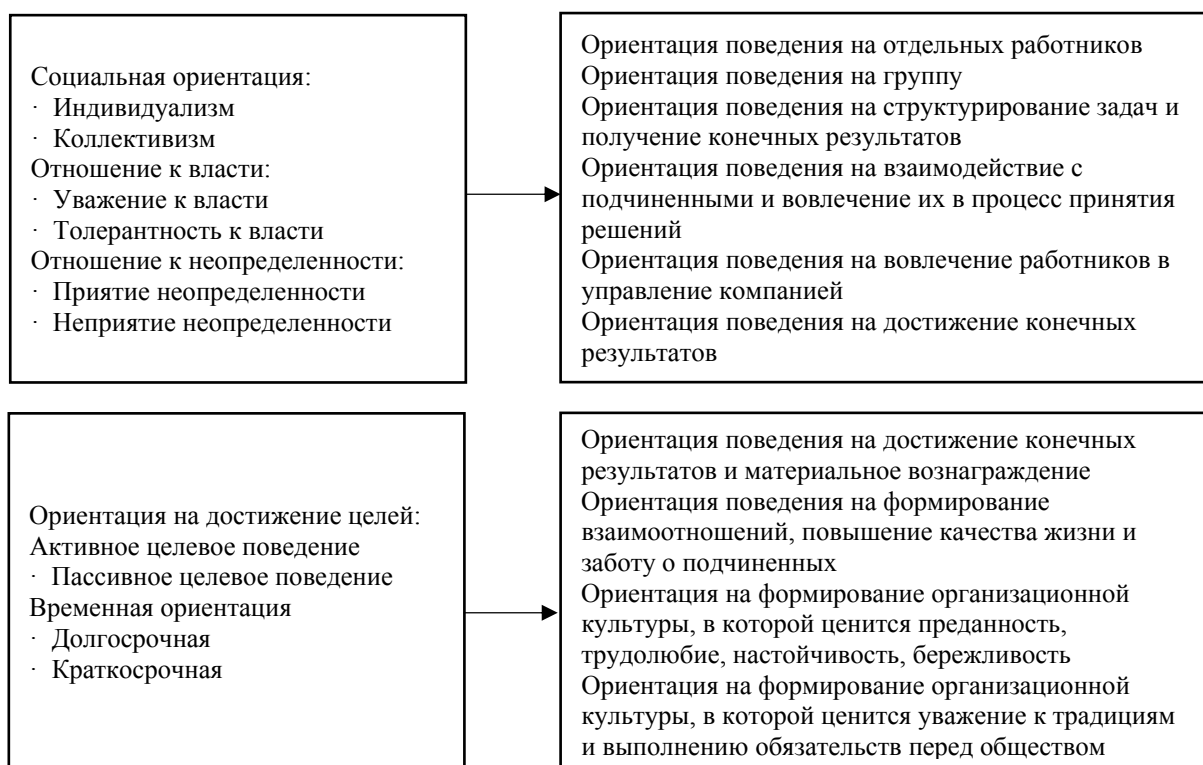 Социальная ориентация:
· Индивидуализм
· Коллективизм
Отношение к власти:
· Уважение к власти
· Толерантность к власти
Отношение к неопределенности:
· Приятие неопределенности
· Неприятие неопределенности
Ориентация поведения на отдельных работников
Ориентация поведения на группу
Ориентация поведения на структурирование задач и
получение конечных результатов
Ориентация поведения на взаимодействие с
подчиненными и вовлечение их в процесс принятия
решений
Ориентация поведения на вовлечение работников в
управление компанией
Ориентация поведения на достижение конечных
результатов
Ориентация на достижение целей:
Активное целевое поведение
· Пассивное целевое поведение
Временная ориентация
· Долгосрочная
· Краткосрочная
Ориентация поведения на достижение конечных
результатов и материальное вознаграждение
Ориентация поведения на формирование
взаимоотношений, повышение качества жизни и
заботу о подчиненных
Ориентация на формирование организационной
культуры, в которой ценится преданность,
трудолюбие, настойчивость, бережливость
Ориентация на формирование организационной
культуры, в которой ценится уважение к традициям
и выполнению обязательств перед обществом